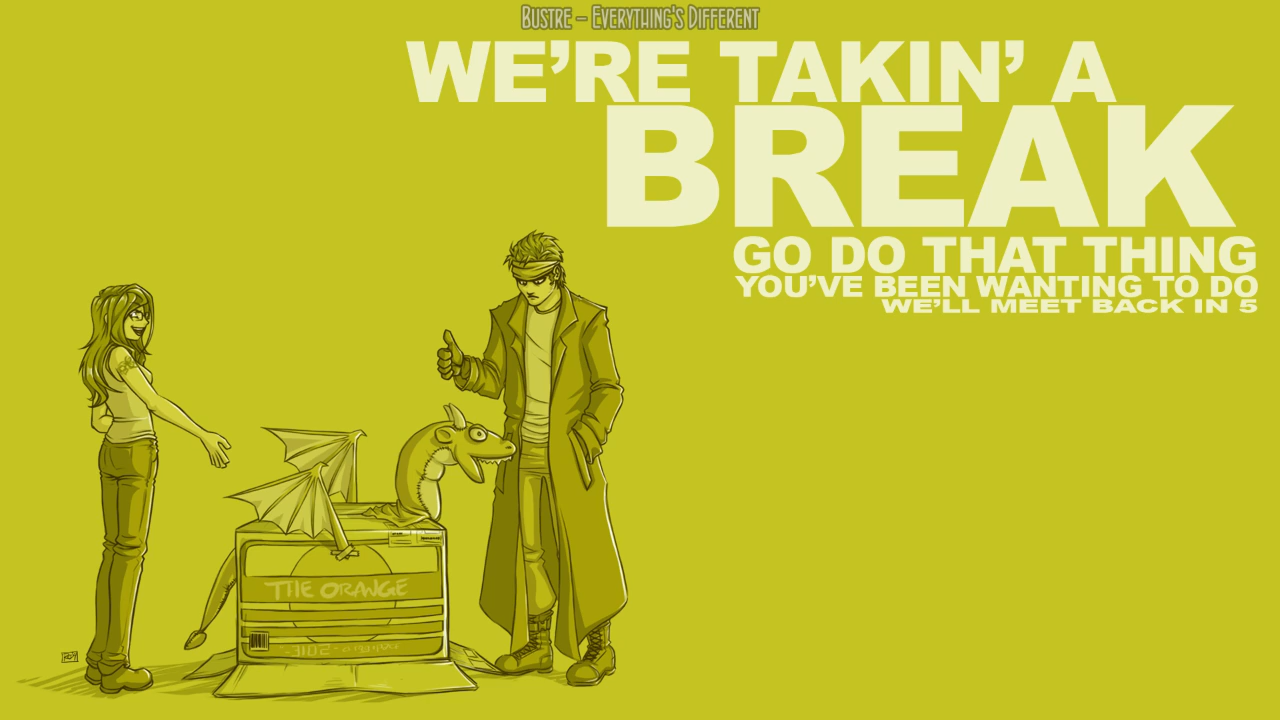 BUSTRE – EVERYTHING'S DIFFERENT
WE'RE TAKIN' A
BREAK
GO DO THAT THING
YOU'VE BEEN WANTING TO DO
WE'LL MEET BACK IN 5
THE ORANGE